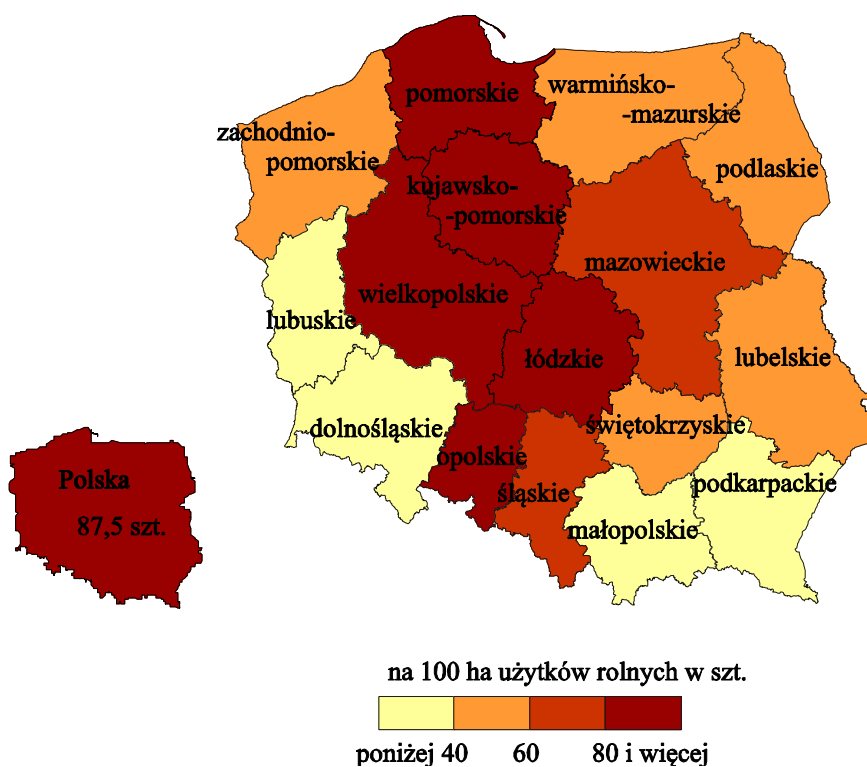 pomorskie
warmińsko-
-mazurskie
zachodnio-
pomorskie
podlaskie
kujawsko-
-pomorskie
mazowieckie
wielkopolskie
lubuskie
łódzkie
lubelskie
dolnośląskie
świętokrzyskie
opolskie
śląskie
podkarpackie
małopolskie
Polska
87,5 szt.
na 100 ha użytków rolnych w szt.
poniżej 40 60 80 i więcej